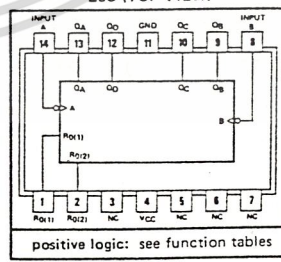 INPUT INPUT
A QA QD GND QC QB B
14 13 12 11 10 9 8
QA QD QC QB
A
B
R0(1)
R0(2)
1 2 3 4 5 6 7
R0(1) R0(2) NC VCC NC NC NC
positive logic: see function tables